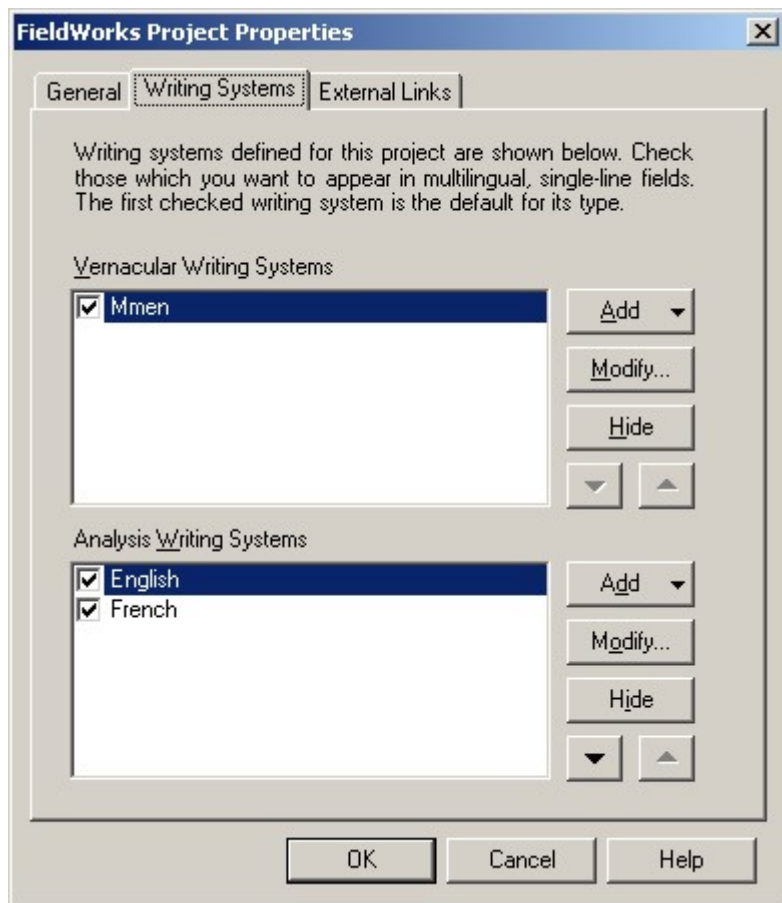 FieldWorks Project Properties
General Writing Systems External Links
Writing systems defined for this project are shown below. Check
those which you want to appear in multilingual, single-line fields.
The first checked writing system is the default for its type.
Vernacular Writing Systems
Mmen
Add
Modify...
Hide
Analysis Writing Systems
English
French
Add
Modify...
Hide
OK Cancel Help